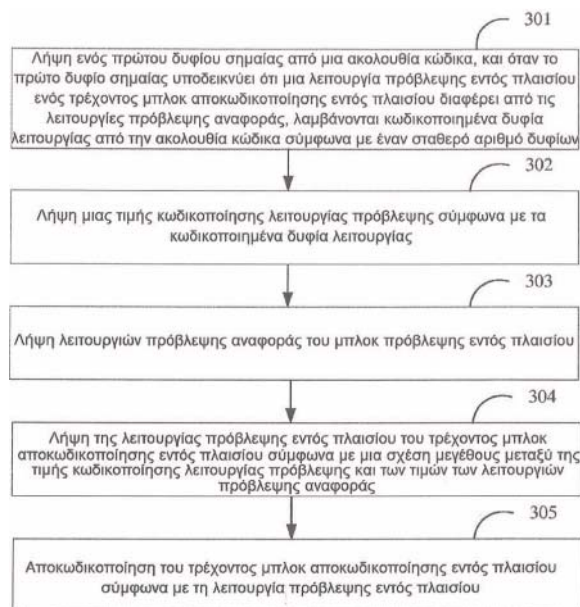 301
Λήψη ενός πρώτου δυφίου σημαίας από μια ακολουθία κώδικα, και όταν το
πρώτο δυφίο σημαίας υποδεικνύει ότι μια λειτουργία πρόβλεψης εντός πλαισίου
ενός τρέχοντος μπλοκ αποκωδικοποίησης εντός πλαισίου διαφέρει από τις
λειτουργίες πρόβλεψης αναφοράς, λαμβάνονται κωδικοποιημένα δυφία
λειτουργίας από την ακολουθία κώδικα σύμφωνα με έναν σταθερό αριθμό δυφίων
302
Λήψη μιας τιμής κωδικοποίησης λειτουργίας πρόβλεψης σύμφωνα με τα
κωδικοποιημένα δυφία λειτουργίας
303
Λήψη λειτουργιών πρόβλεψης αναφοράς του μπλοκ πρόβλεψης εντός πλαισίου
304
Λήψη της λειτουργίας πρόβλεψης εντός πλαισίου του τρέχοντος μπλοκ
αποκωδικοποίησης εντός πλαισίου σύμφωνα με μια σχέση μεγέθους μεταξύ της
τιμής κωδικοποίησης λειτουργίας πρόβλεψης και των τιμών των λειτουργιών
πρόβλεψης αναφοράς
305
Αποκωδικοποίηση του τρέχοντος μπλοκ αποκωδικοποίησης εντός πλαισίου
σύμφωνα με τη λειτουργία πρόβλεψης εντός πλαισίου